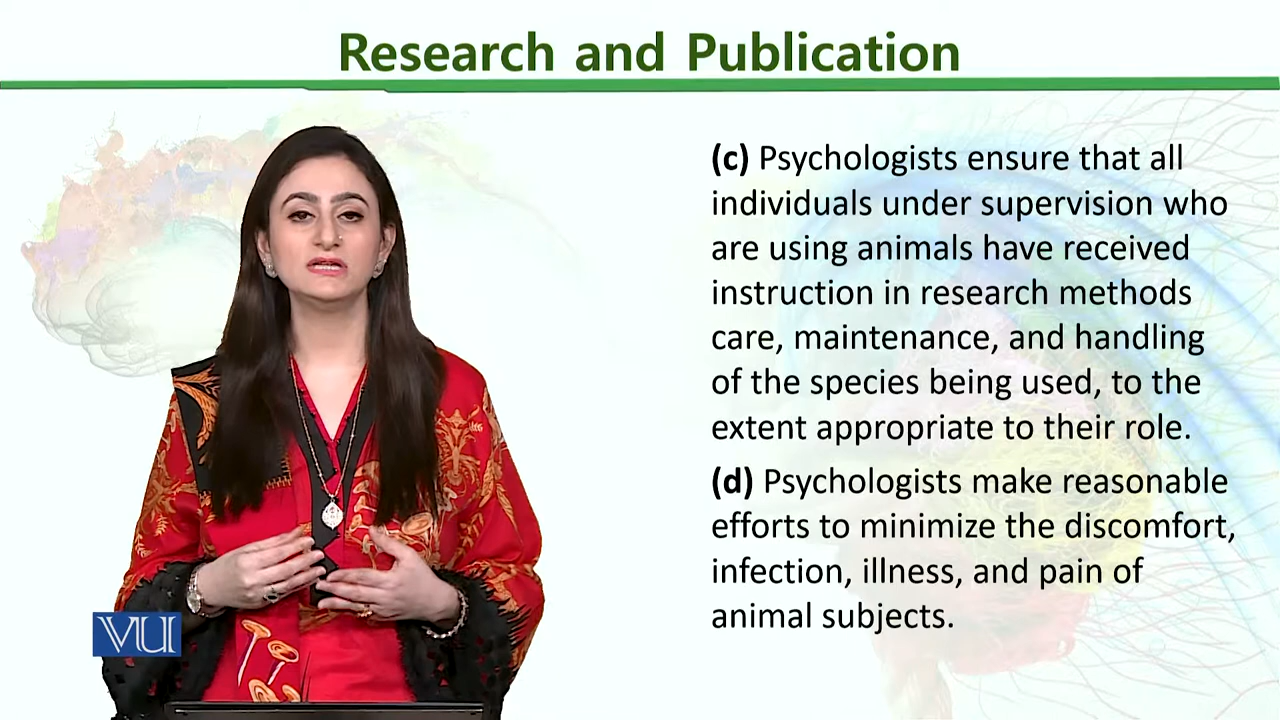 Research and Publication
(c) Psychologists ensure that all
individuals under supervision who
are using animals have received
instruction in research methods
care, maintenance, and handling
of the species being used, to the
extent appropriate to their role.
(d) Psychologists make reasonable
efforts to minimize the discomfort,
infection, illness, and pain of
animal subjects.
VU